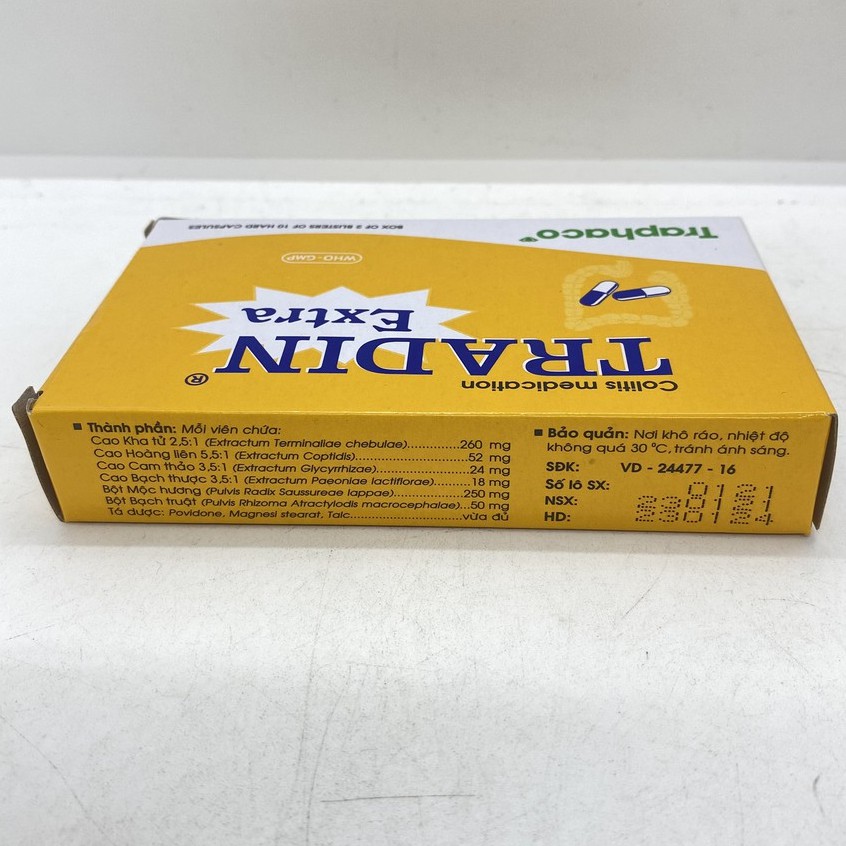 Traphaco®
BOX OF 2 BLISTERS OF 10 HARD CAPSULES
WHO-GMP
Extra
TRADIN®
Colitis medication
Thành phần: Mỗi viên chứa:
Cao Kha tử 2,5:1 (Extractum Terminaliae chebulae)..............260 mg
Cao Hoàng liên 5,5:1 (Extractum Coptidis)..............................52 mg
Cao Cam thảo 3,5:1 (Extractum Glycyrrhizae)........................24 mg
Cao Bạch thược 3,5:1 (Extractum Paeoniae lactiflorae)..........18 mg
Bột Mộc hương (Pulvis Radix Saussureae lappae)..................250 mg
Bột Bạch truật (Pulvis Rhizoma Atractylodis macrocephalae)...50 mg
Tá dược: Povidone, Magnesi stearat, Talc.............................vừa đủ
Bảo quản: Nơi khô ráo, nhiệt độ
không quá 30 °C, tránh ánh sáng.
SĐK: VD - 24477 - 16
Số lô SX:
NSX:
HD: 230124